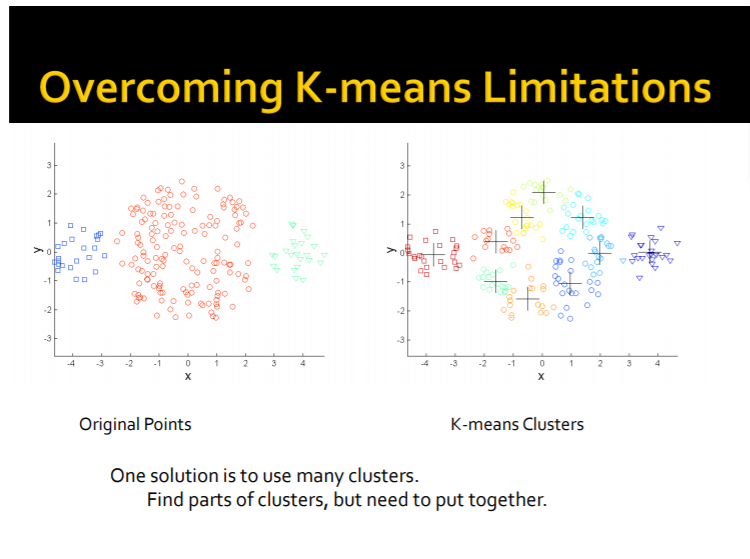 Overcoming K-means Limitations
3
2
1
0
-1
-2
-3
y
-4 -3 -2 -1 0 1 2 3 4
x
3
2
1
0
-1
-2
-3
y
-4 -3 -2 -1 0 1 2 3 4
x
Original Points
K-means Clusters
One solution is to use many clusters.
Find parts of clusters, but need to put together.